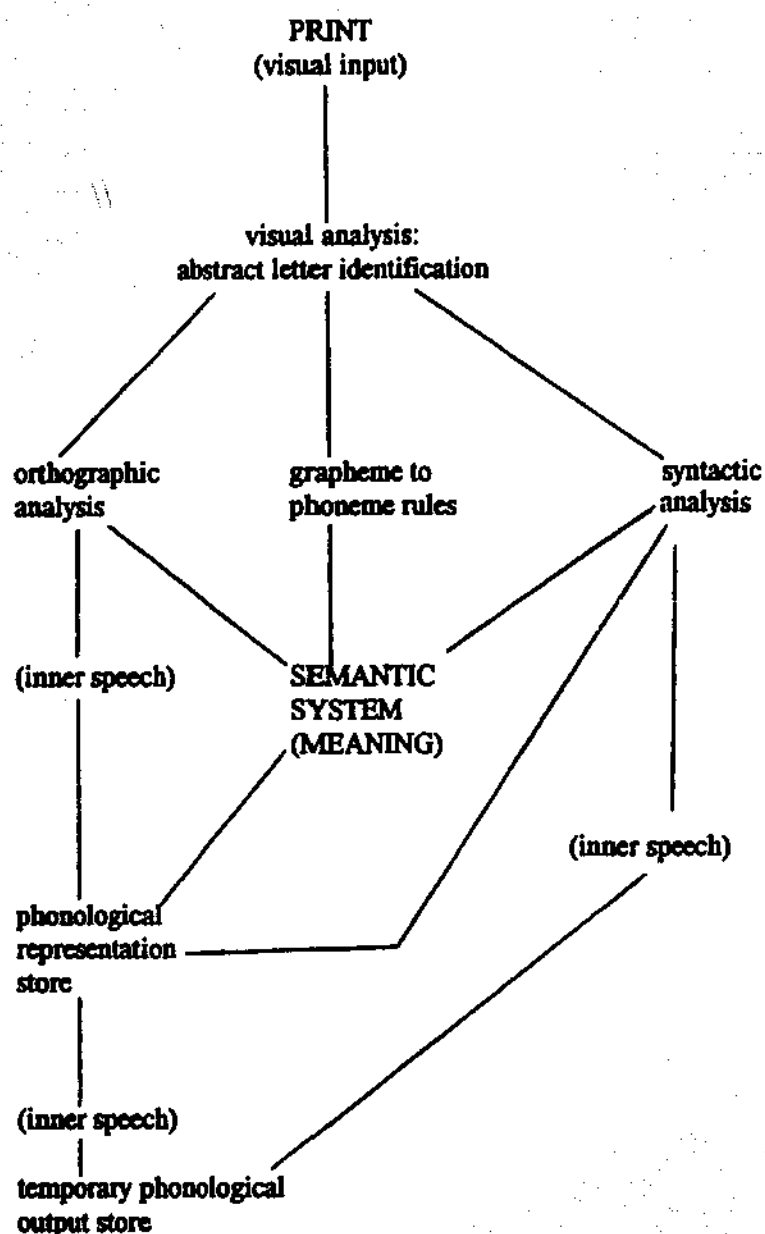 PRINT
(visual input)
visual analysis:
abstract letter identification
orthographic
analysis
grapheme to
phoneme rules
syntactic
analysis
(inner speech)
SEMANTIC
SYSTEM
(MEANING)
(inner speech)
phonological
representation
store
(inner speech)
temporary phonological
output store